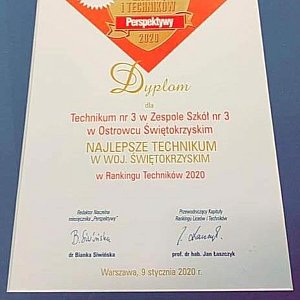 I TECHNIKÓW
Perspektywy
2020
Dyplom
dla
Technikum nr 3 w Zespole Szkół nr 3
w Ostrowcu Świętokrzyskim
NAJLEPSZE TECHNIKUM
W WOJ. ŚWIĘTOKRZYSKIM
w Rankingu Techników 2020
Redaktor Naczelna
miesięcznika "Perspektywy"
dr Bianka Siwińska
Przewodniczący Kapituły
Rankingu Liceów i Techników
prof. dr hab. Jan Łaszczyk
Warszawa, 9 stycznia 2020 r.